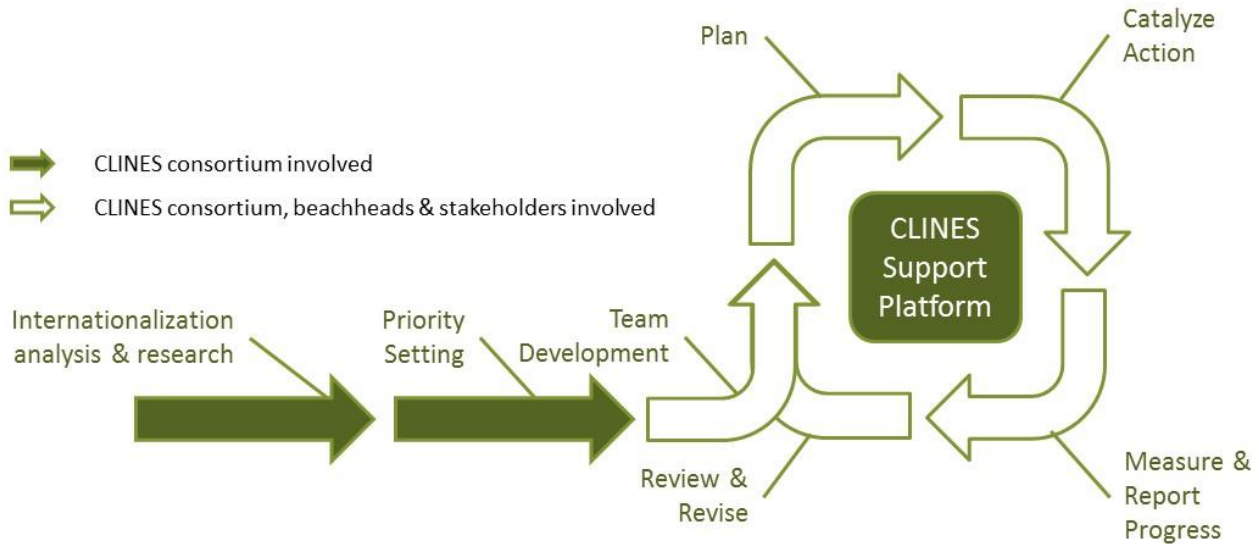 Plan
Catalyze
Action
CLINES consortium involved
CLINES consortium, beachheads & stakeholders involved
CLINES
Support
Platform
Internationalization
analysis & research
Priority
Setting
Team
Development
Review &
Revise
Measure &
Report
Progress